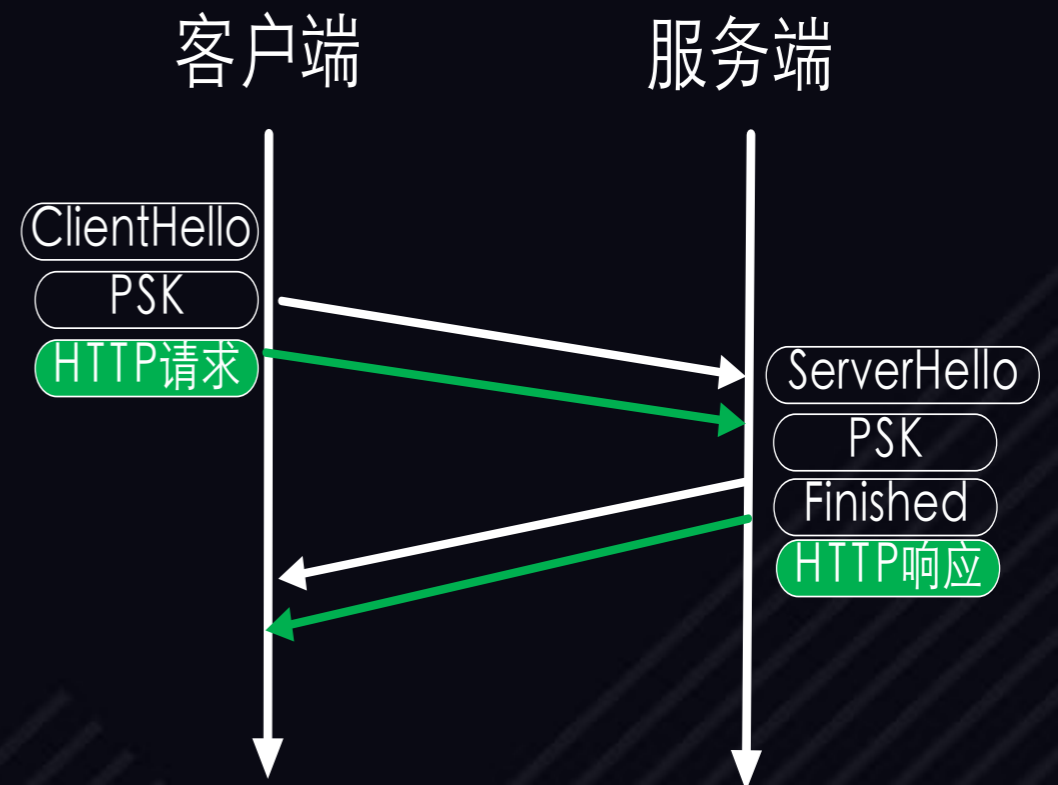 客户端
服务端
ClientHello
PSK
HTTP请求
ServerHello
PSK
Finished
HTTP响应